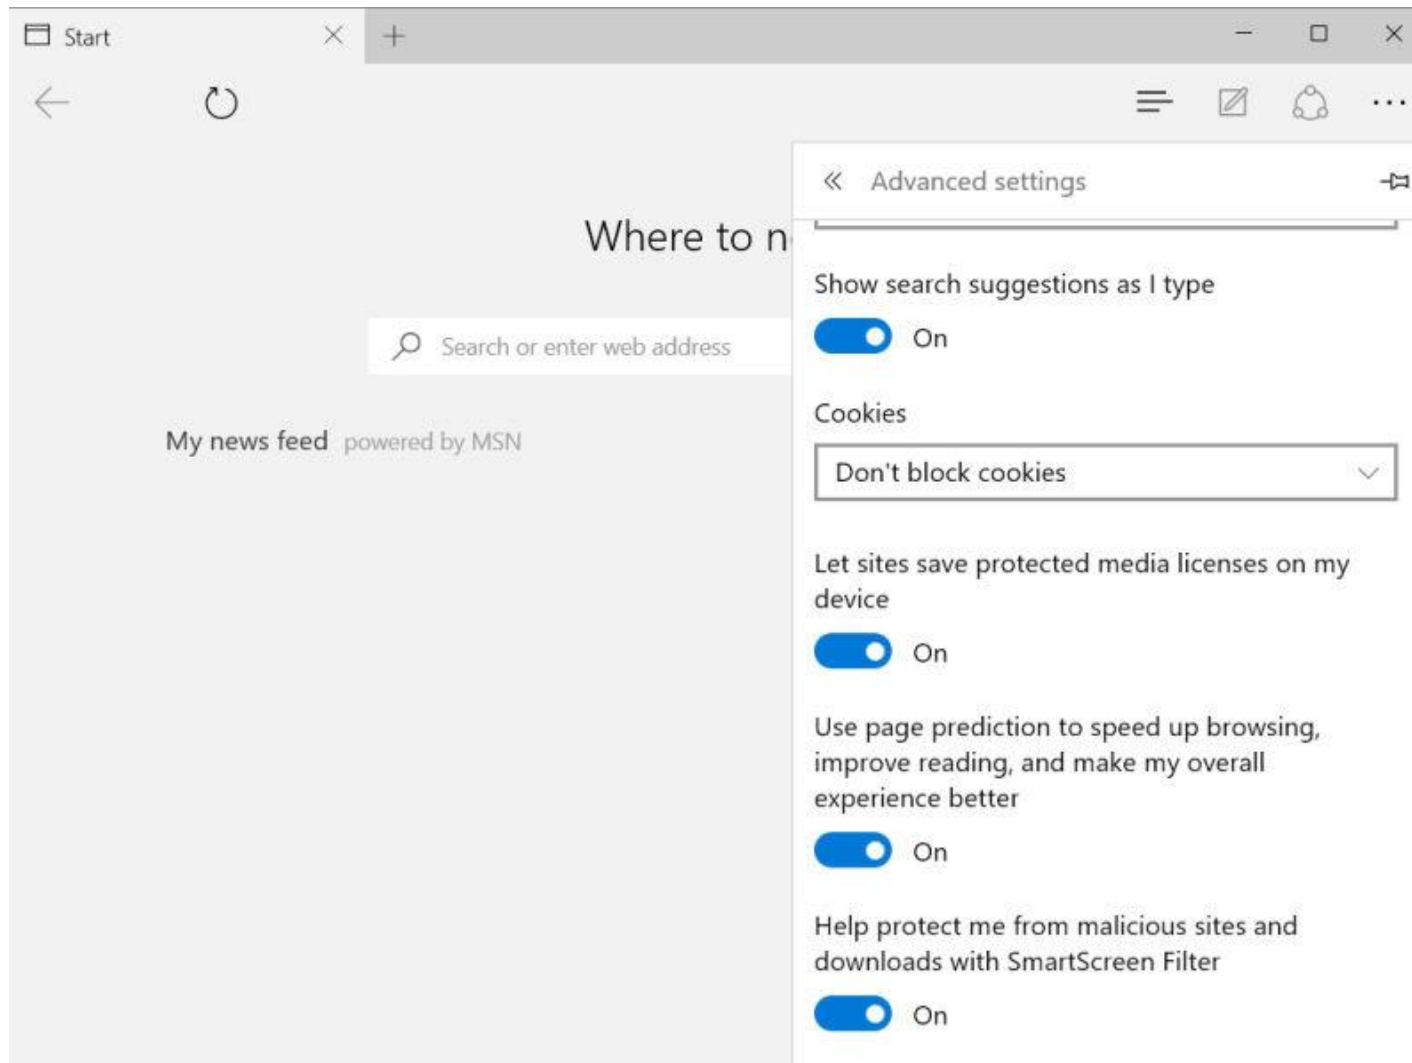 Start
Advanced settings
Where to n
Show search suggestions as I type
On
Search or enter web address
Cookies
My news feed powered by MSN
Don't block cookies
Let sites save protected media licenses on my
device
On
Use page prediction to speed up browsing,
improve reading, and make my overall
experience better
On
Help protect me from malicious sites and
downloads with SmartScreen Filter
On